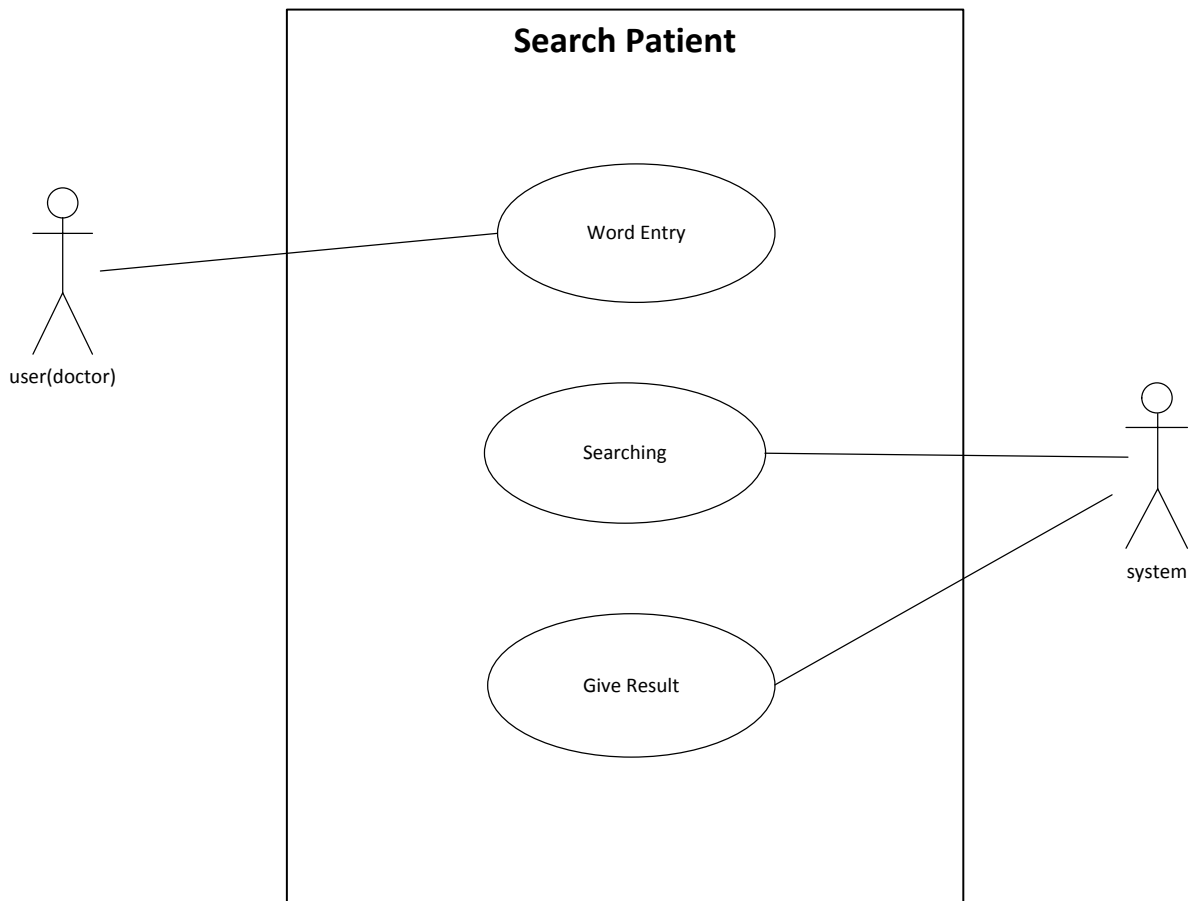 Search Patient
Word Entry
user(doctor)
Searching
system
Give Result